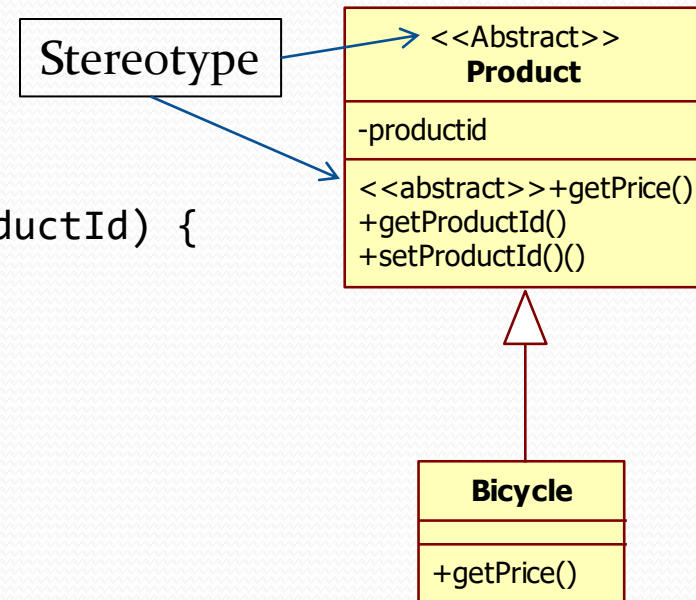 Stereotype
<<Abstract>>
Product
-productid
<<abstract>>+getPrice()
+getProductId()
+setProductId()()
ductId) {
Bicycle
+getPrice()